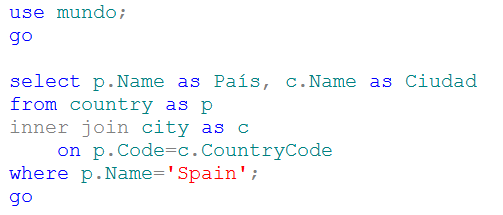 use mundo;
go

select p.Name as País, c.Name as Ciudad
from country as p
inner join city as c
    on p.Code=c.CountryCode
where p.Name='Spain';
go